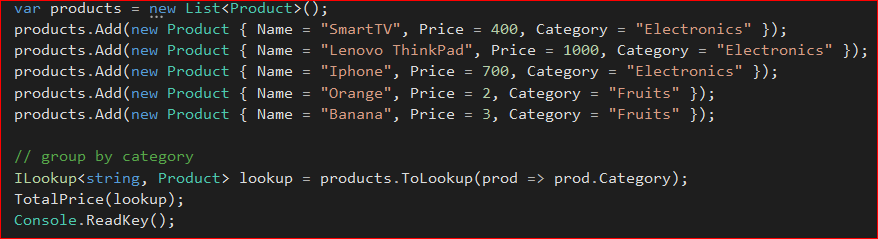 var products = new List<Product>();
products.Add(new Product { Name = "SmartTV", Price = 400, Category = "Electronics" });
products.Add(new Product { Name = "Lenovo ThinkPad", Price = 1000, Category = "Electronics" });
products.Add(new Product { Name = "Iphone", Price = 700, Category = "Electronics" });
products.Add(new Product { Name = "Orange", Price = 2, Category = "Fruits" });
products.Add(new Product { Name = "Banana", Price = 3, Category = "Fruits" });

// group by category
ILookup<string, Product> lookup = products.ToLookup(prod => prod.Category);
TotalPrice(lookup);
Console.ReadKey();